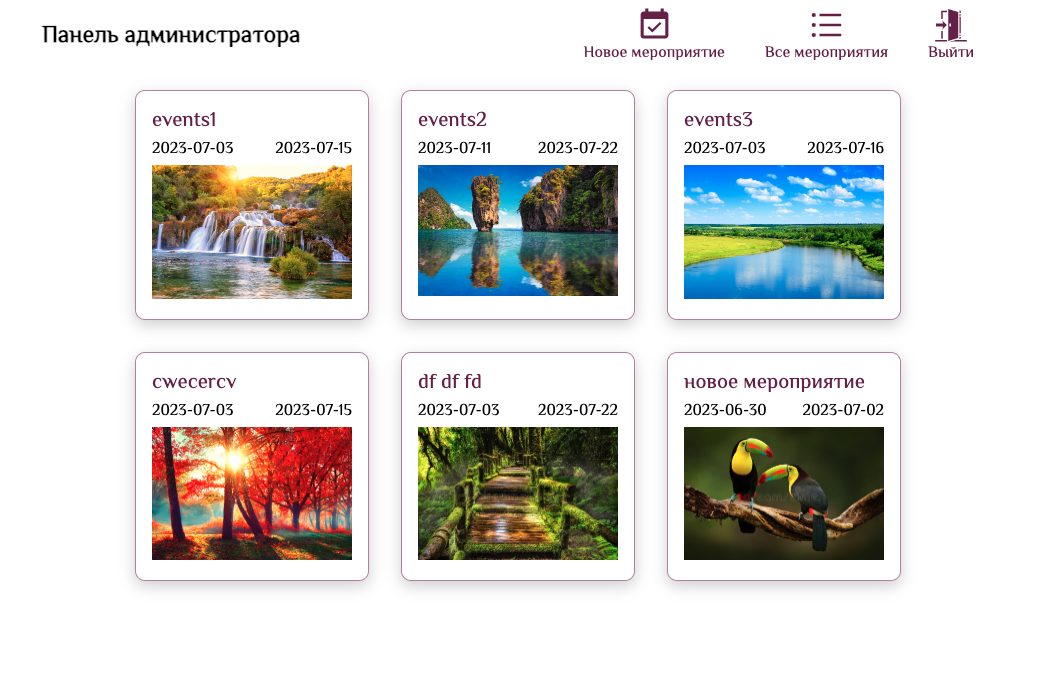 Панель администратора
Новое мероприятие Все мероприятия Выйти
events1 events2 events3
2023-07-03 2023-07-15 2023-07-11 2023-07-22 2023-07-03 2023-07-16
cwecercv df df fd новое мероприятие
2023-07-03 2023-07-15 2023-07-03 2023-07-22 2023-06-30 2023-07-02